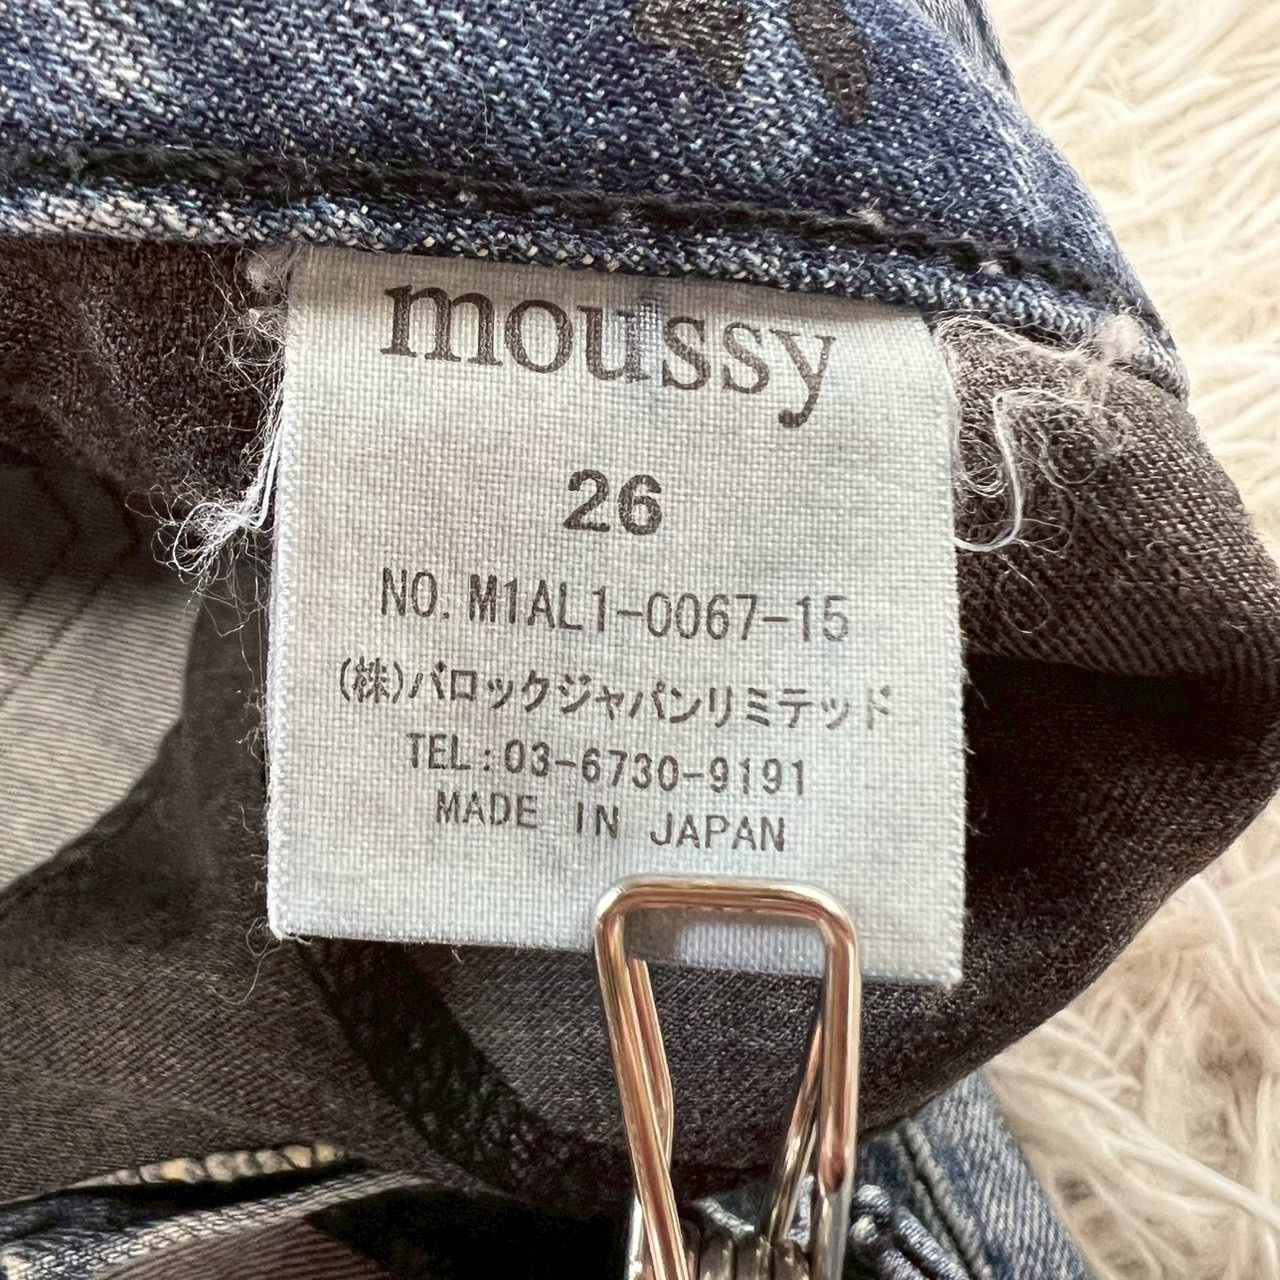 moussy
26
NO. M1AL1-0067-15
(株)バロックジャパンリミテッド
TEL:03-6730-9191
MADE IN JAPAN